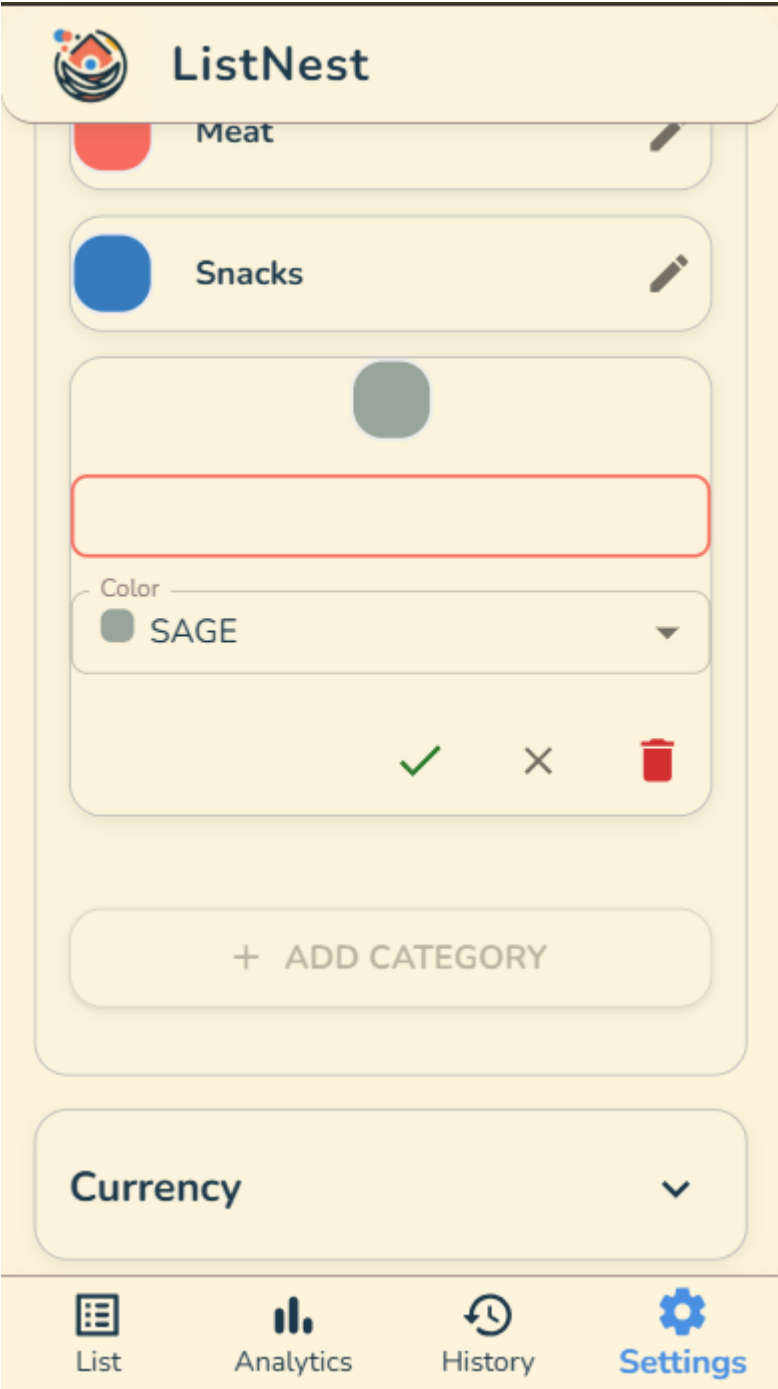 ListNest
Meat
Snacks
Color
SAGE
+ ADD CATEGORY
Currency
List
Analytics
History
Settings